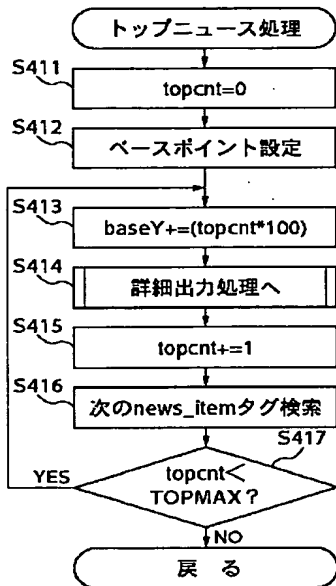 トップニュース処理
S411
topcnt=0
S412
ベースポイント設定
S413
baseY+=(topcnt*100)
S414
詳細出力処理へ
S415
topcnt+=1
S416
次のnews_itemタグ検索
S417
topcnt<
TOPMAX?
YES
NO
戻る